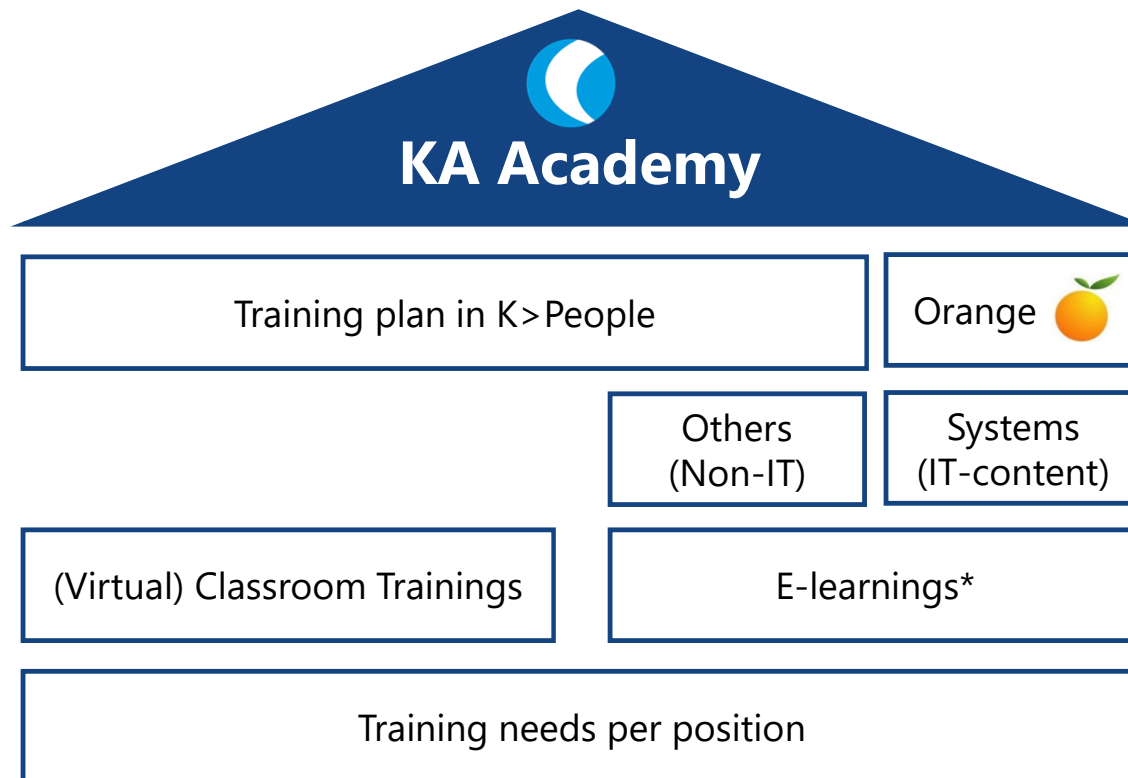 KA Academy
Training plan in K>People
Orange
Others
(Non-IT)
Systems
(IT-content)
(Virtual) Classroom Trainings
E-learnings*
Training needs per position